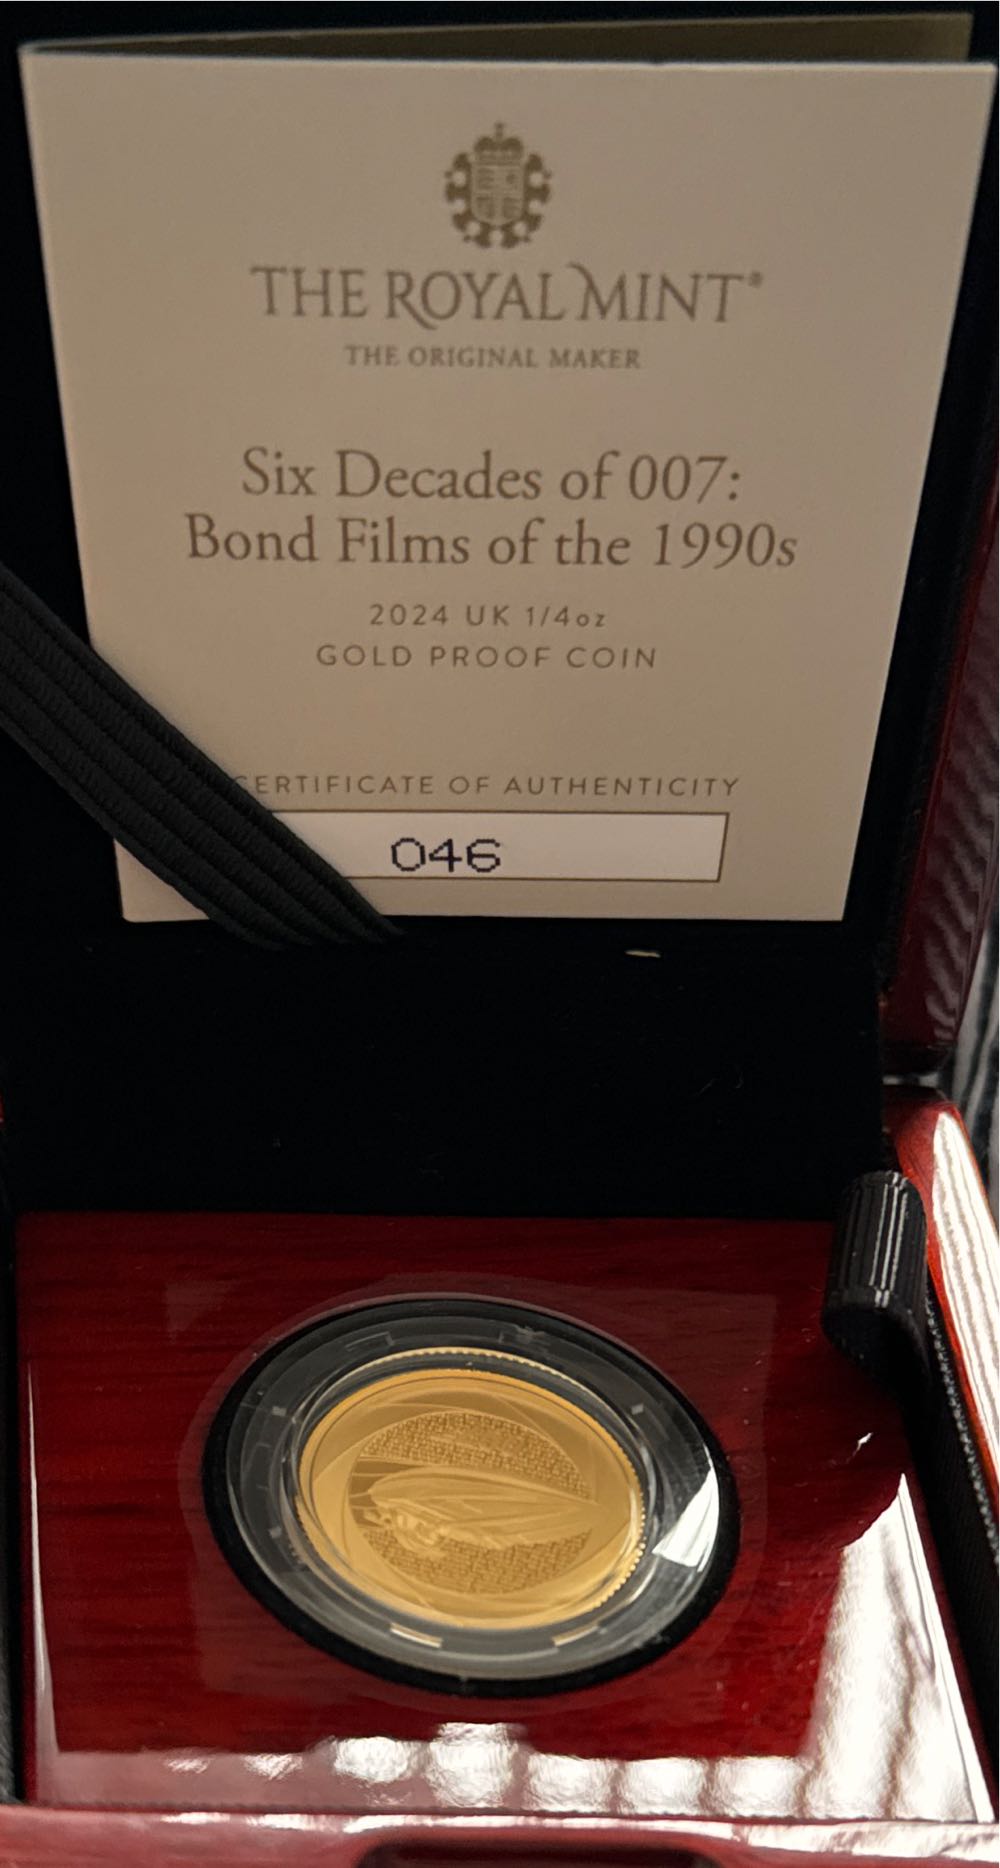 THE ROYAL MINT®
THE ORIGINAL MAKER
Six Decades of 007:
Bond Films of the 1990s
2024 UK 1/4oz
GOLD PROOF COIN
CERTIFICATE OF AUTHENTICITY
046